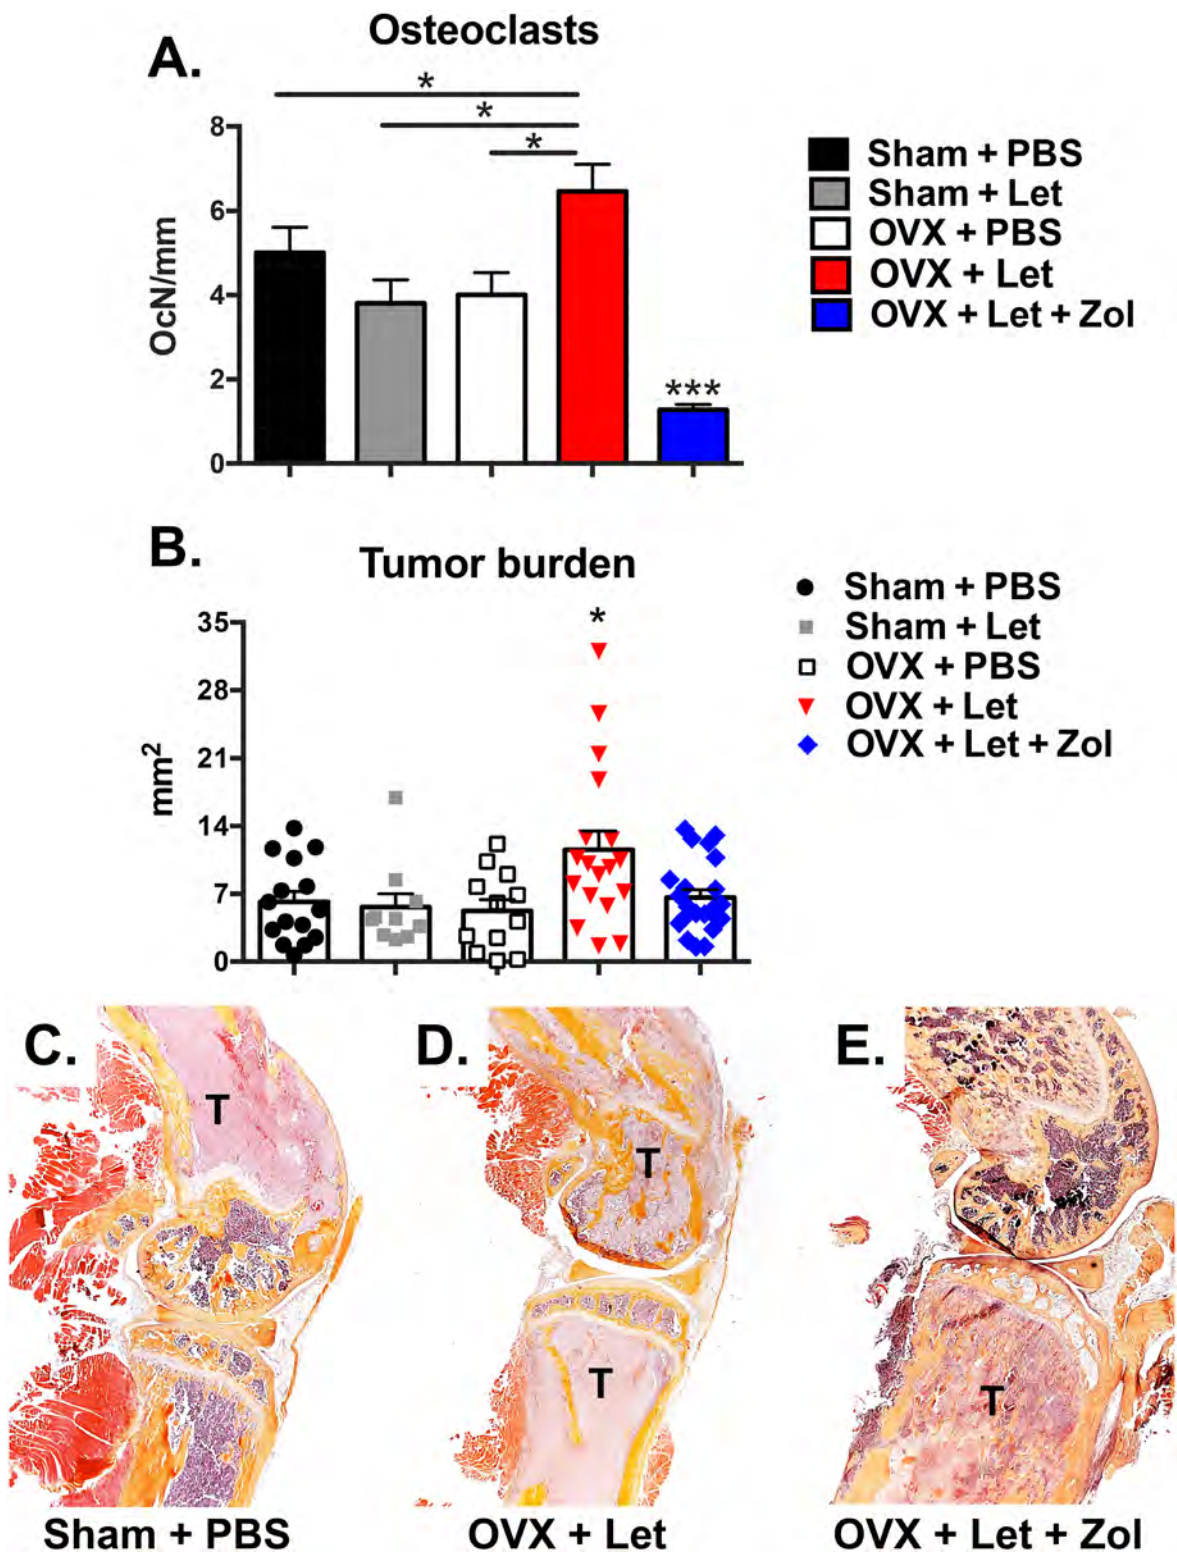 A.
Osteoclasts
*
*
*
***
OcN/mm
8
6
4
2
0
Sham + PBS
Sham + Let
OVX + PBS
OVX + Let
OVX + Let + Zol
B.
Tumor burden
*
mm²
35
28
21
14
7
0
Sham + PBS
Sham + Let
OVX + PBS
OVX + Let
OVX + Let + Zol
C.
T
Sham + PBS
D.
T
T
OVX + Let
E.
T
OVX + Let + Zol